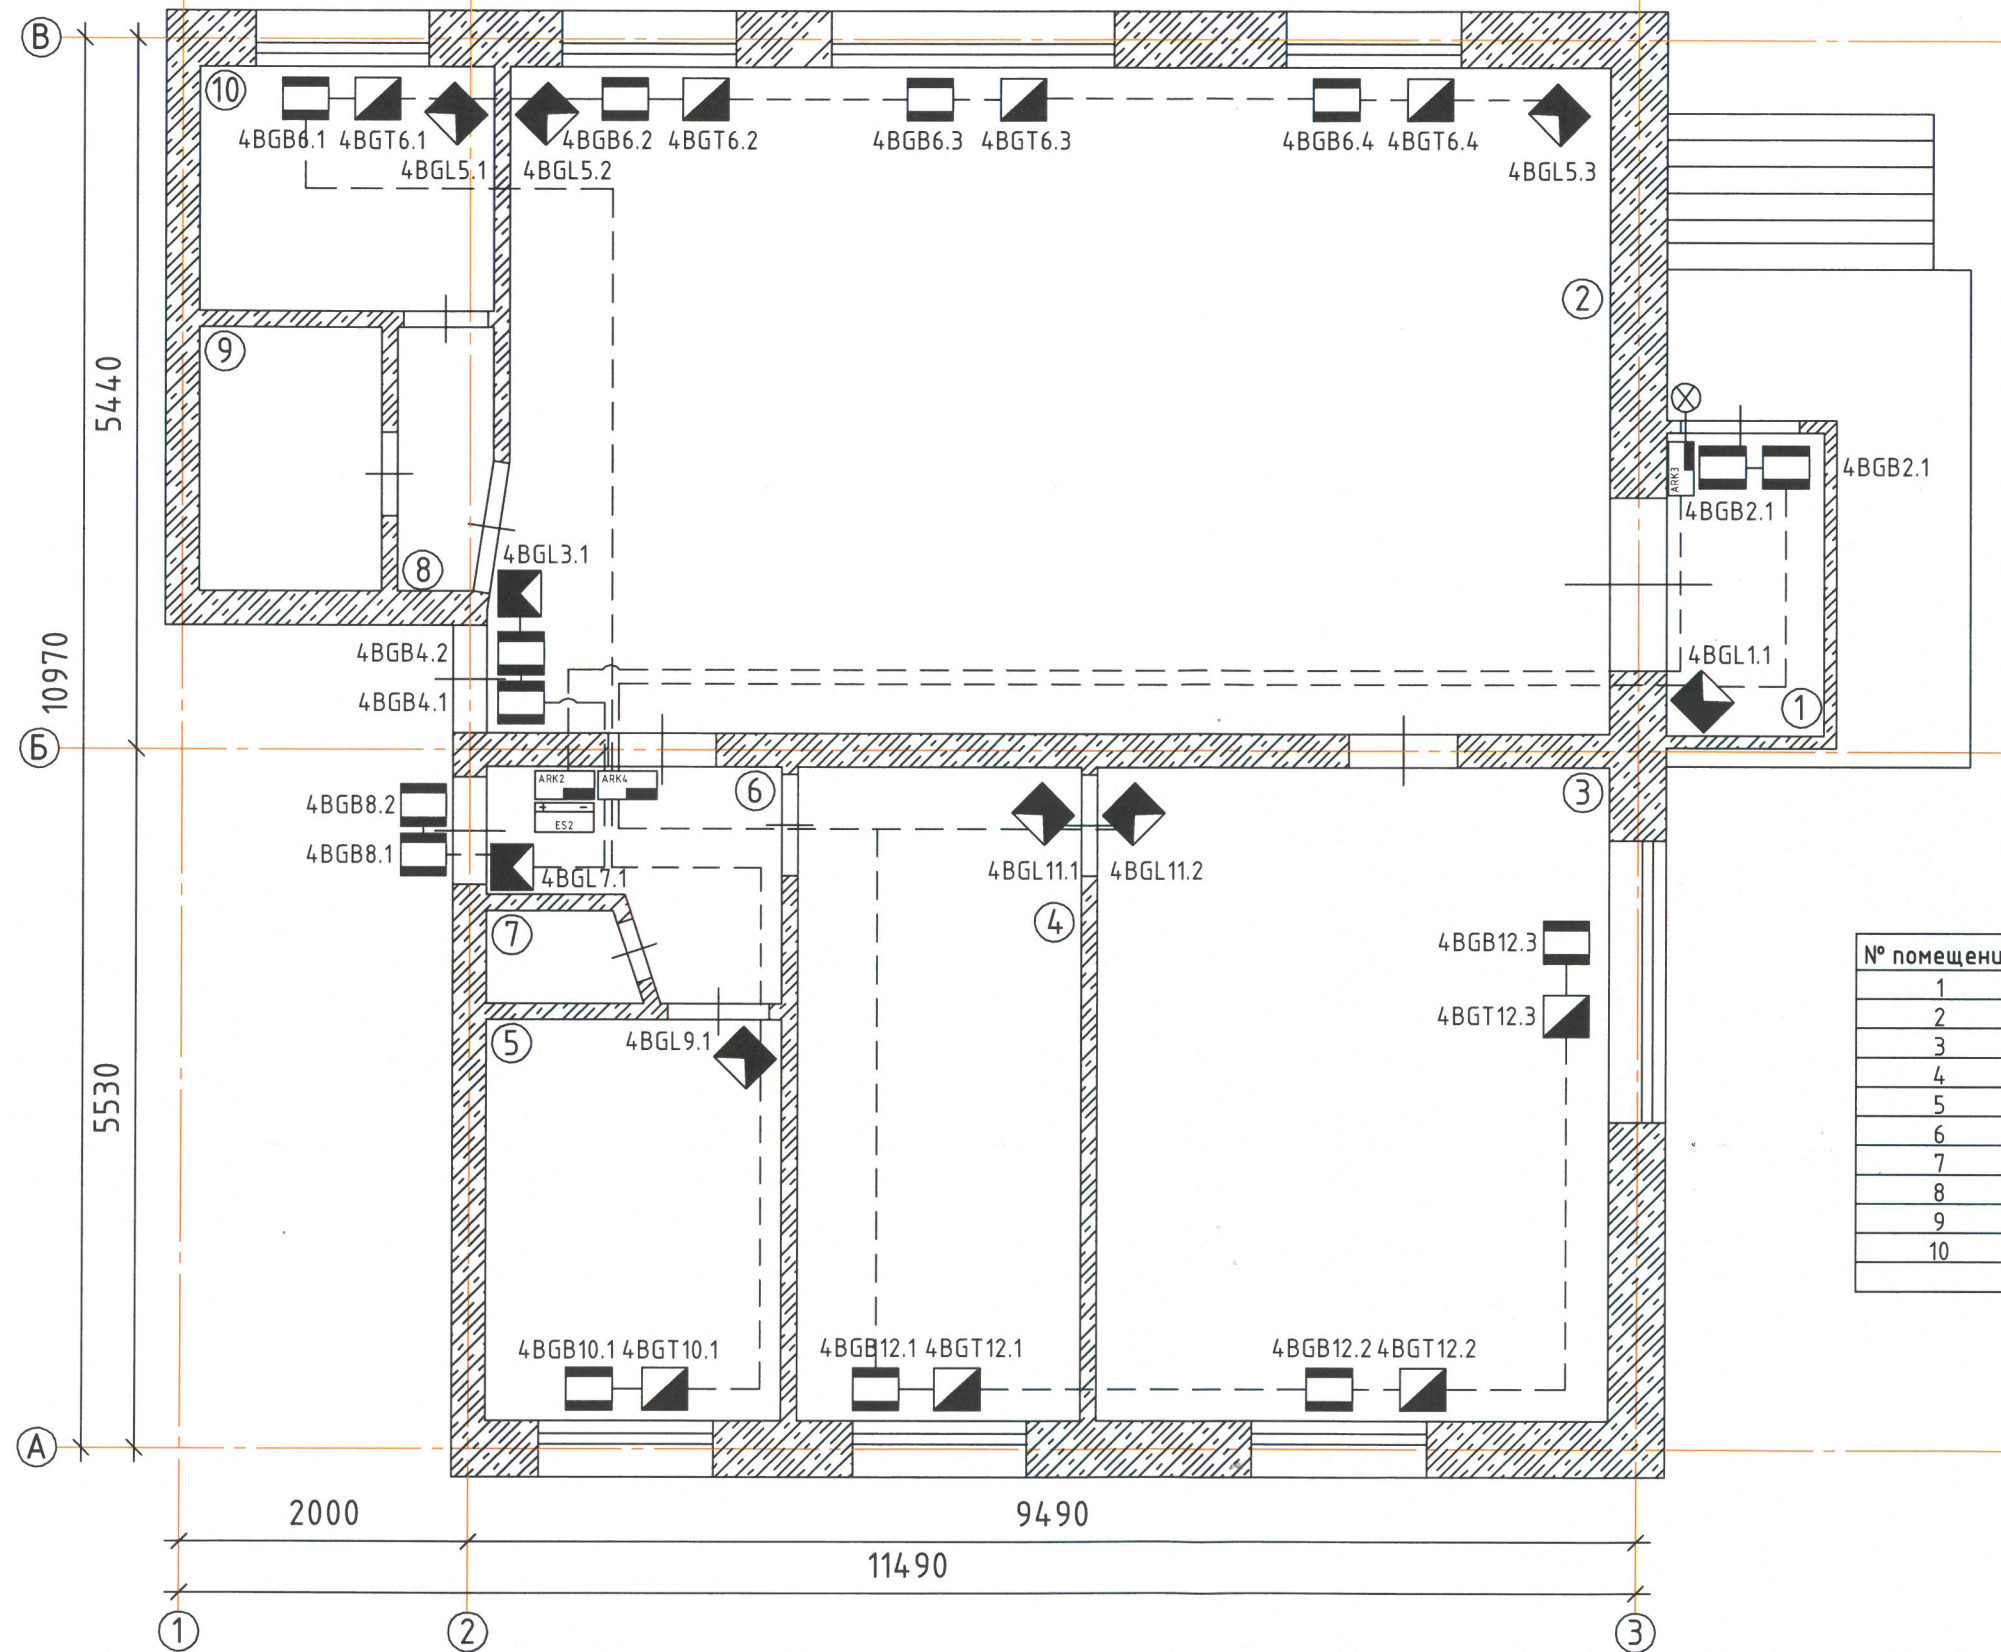 В
10
4BGB6.1 4BGT6.1
4BGL5.1
4BGL5.2
4BGB6.2 4BGT6.2
4BGB6.3 4BGT6.3
4BGB6.4 4BGT6.4
4BGL5.3
2
9
5440
ARK3
4BGB2.1
4BGB2.1
8
4BGL3.1
10970
4BGB4.2
4BGB4.1
4BGL1.1
1
Б
ARK2
ARK4
+ -
ES2
6
3
4BGB8.2
4BGB8.1
4BGL7.1
4BGL11.1
4BGL11.2
7
4
4BGB12.3
4BGT12.3
5
4BGL9.1
5530
№ помещени
1
2
3
4
5
6
7
8
9
10
4BGB10.1 4BGT10.1
4BGB12.1 4BGT12.1
4BGB12.2 4BGT12.2
А
2000
9490
11490
1
2
3